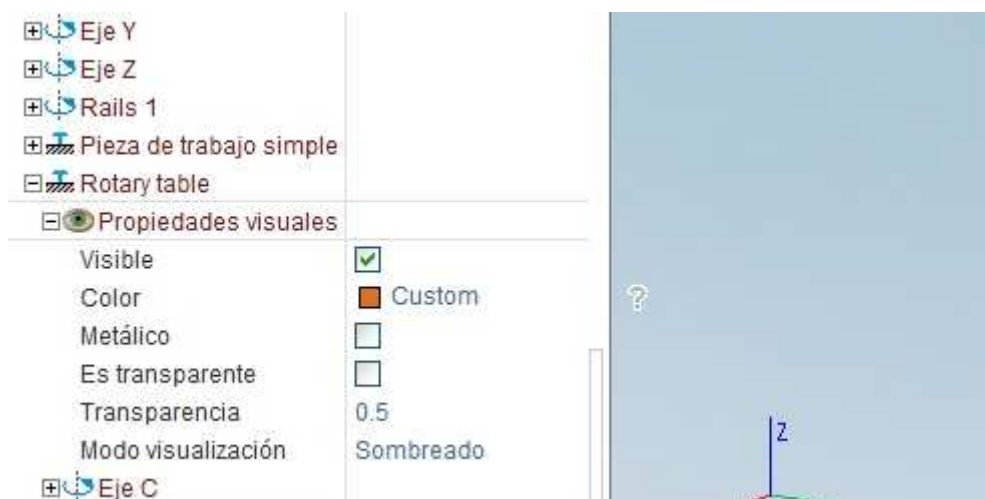 Eje Y
Eje Z
Rails 1
Pieza de trabajo simple
Rotary table
Propiedades visuales
Visible
Color Custom
Metálico
Es transparente
Transparencia 0.5
Modo visualización Sombreado
Eje C
?
Z